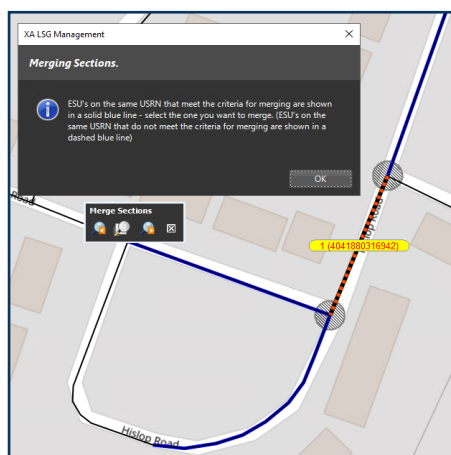 XA LSG Management
Merging Sections.
ESU's on the same USRN that meet the criteria for merging are shown
in a solid blue line - select the one you want to merge. (ESU's on the
same USRN that do not meet the criteria for merging are shown in a
dashed blue line)
OK
Road
Merge Sections
1 (4041880316942)
lop Road
Hislop Road